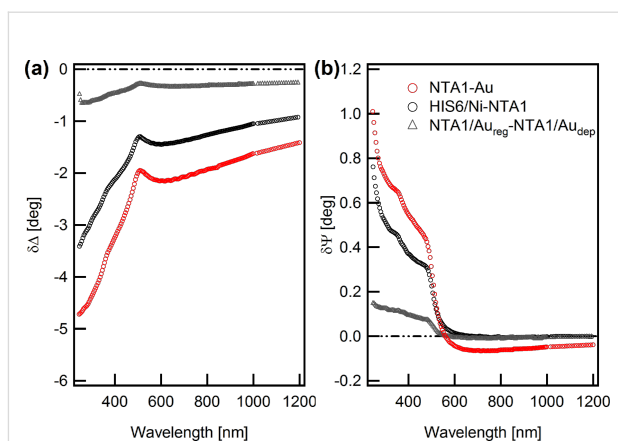 (a)
0
-1
-2
-3
-4
-5
-6
δΔ [deg]
400 600 800 1000 1200
Wavelength [nm]
(b)
1.2
1.0
0.8
0.6
0.4
0.2
0.0
-0.2
δΨ [deg]
NTA1-Au
HIS6/Ni-NTA1
NTA1/Aureg-NTA1/Audep
400 600 800 1000 1200
Wavelength [nm]